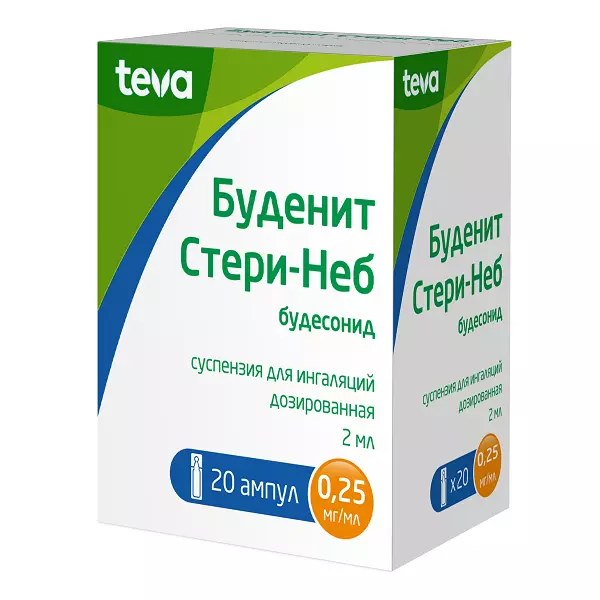 teva
Буденит
Стери-Неб
будесонид
суспензия для ингаляций
дозированная
2 мл
20 ампул
0,25
мг/мл
teva
Буденит
Стери-Неб
будесонид
суспензия для ингаляций
дозированная
2 мл
x20
0,25
мг/мл